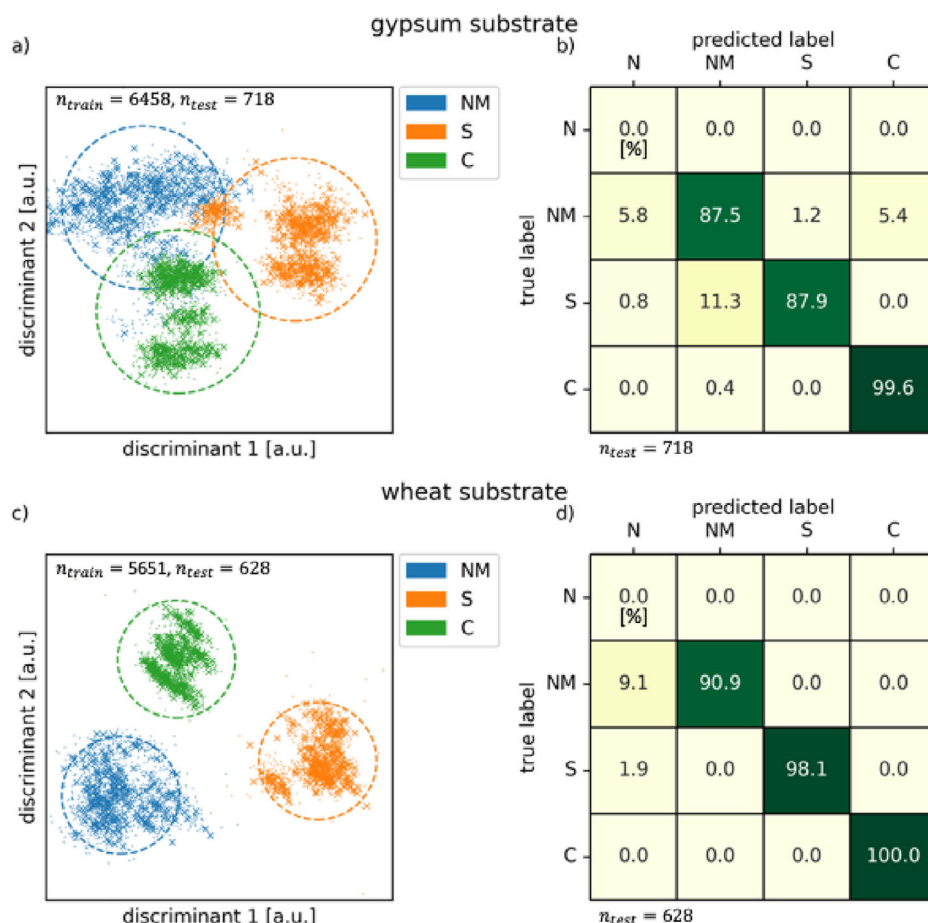 gypsum substrate
a)
n_train = 6458, n_test = 718
NM
S
C
discriminant 2 [a.u.]
discriminant 1 [a.u.]
b)
predicted label
N NM S C
true label
N 0.0 0.0 0.0 0.0
[%]
NM 5.8 87.5 1.2 5.4
S 0.8 11.3 87.9 0.0
C 0.0 0.4 0.0 99.6
n_test = 718
wheat substrate
c)
n_train = 5651, n_test = 628
NM
S
C
discriminant 2 [a.u.]
discriminant 1 [a.u.]
d)
predicted label
N NM S C
true label
N 0.0 0.0 0.0 0.0
[%]
NM 9.1 90.9 0.0 0.0
S 1.9 0.0 98.1 0.0
C 0.0 0.0 0.0 100.0
n_test = 628